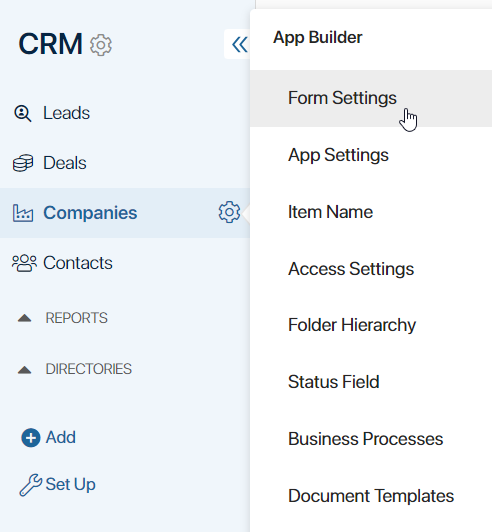 CRM
Leads
Deals
Companies
Contacts
REPORTS
DIRECTORIES
Add
Set Up
App Builder
Form Settings
App Settings
Item Name
Access Settings
Folder Hierarchy
Status Field
Business Processes
Document Templates